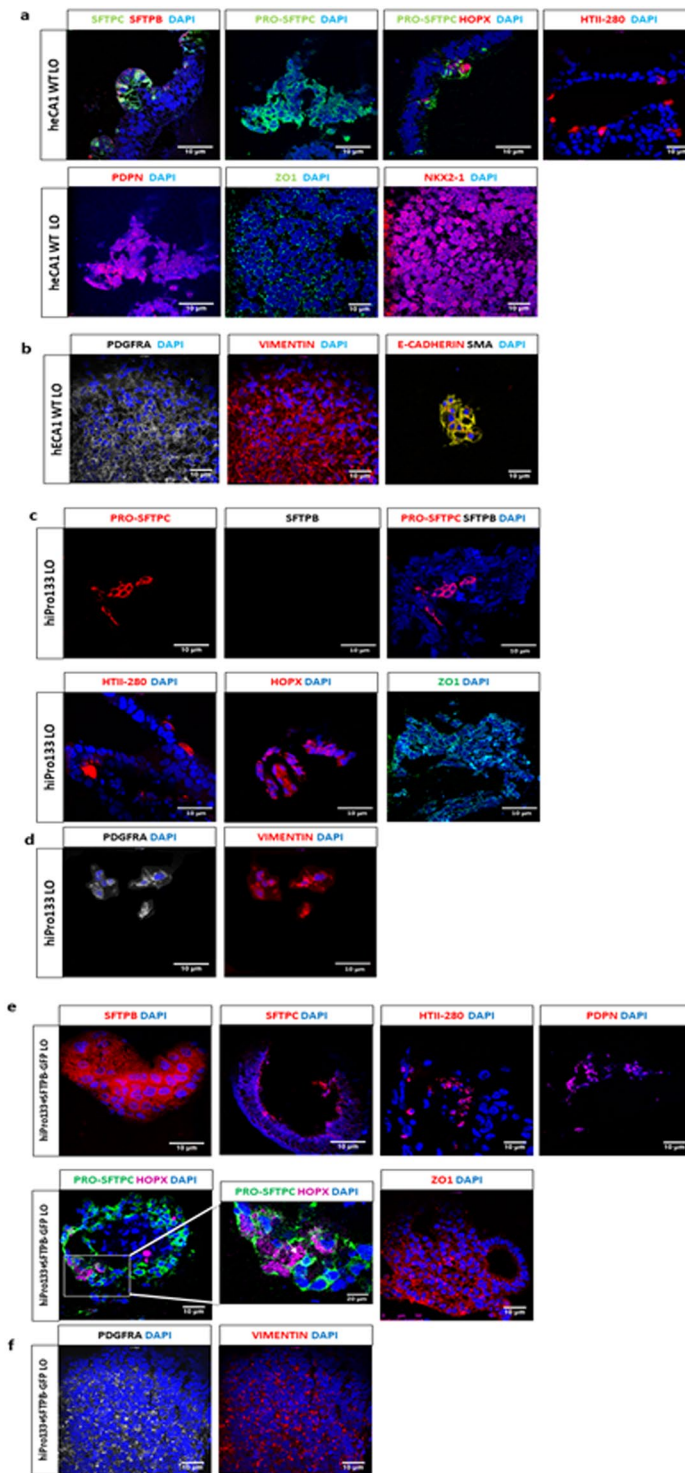 a
SFTPC SFTPB DAPI
PRO-SFTPC DAPI
PRO-SFTPC HOPX DAPI
HTII-280 DAPI
heCA1 WT LO
10 μm
10 μm
10 μm
10 μm
PDPN DAPI
ZO1 DAPI
NKX2-1 DAPI
heCA1 WT LO
10 μm
10 μm
10 μm
b
PDGFRA DAPI
VIMENTIN DAPI
E-CADHERIN SMA DAPI
hECA1 WT LO
10 μm
10 μm
10 μm
c
PRO-SFTPC
SFTPB
PRO-SFTPC SFTPB DAPI
hiPro133 LO
10 μm
10 μm
10 μm
HTII-280 DAPI
HOPX DAPI
ZO1 DAPI
hiPro133 LO
10 μm
10 μm
10 μm
d
PDGFRA DAPI
VIMENTIN DAPI
hiPro133 LO
10 μm
10 μm
e
SFTPB DAPI
SFTPC DAPI
HTII-280 DAPI
PDPN DAPI
10 μm
10 μm
10 μm
10 μm
PRO-SFTPC HOPX DAPI
PRO-SFTPC HOPX DAPI
ZO1 DAPI
10 μm
20 μm
10 μm
f
PDGFRA DAPI
VIMENTIN DAPI
10 μm
10 μm